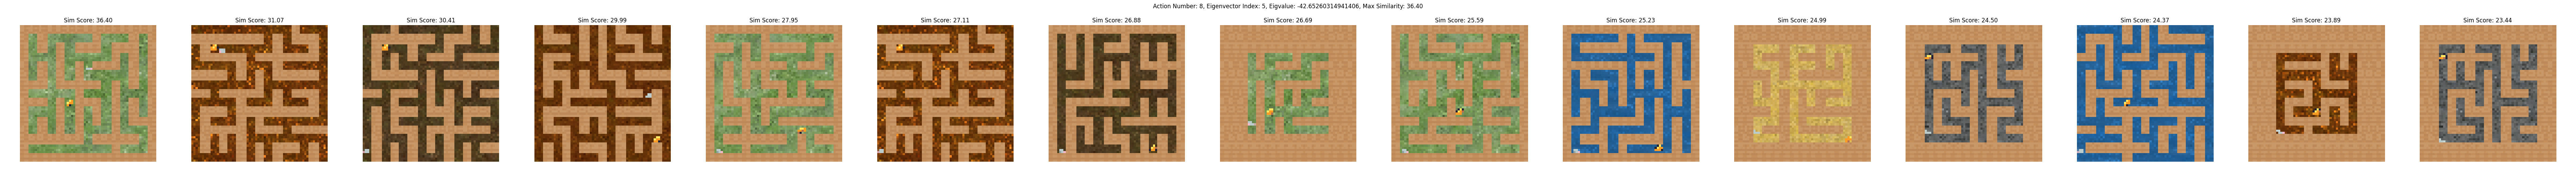 Action Number: 8, Eigenvector Index: 5, Eigvalue: -42.65260314941406, Max Similarity: 36.40
Sim Score: 36.40
Sim Score: 31.07
Sim Score: 30.41
Sim Score: 29.99
Sim Score: 27.95
Sim Score: 27.11
Sim Score: 26.88
Sim Score: 26.69
Sim Score: 25.59
Sim Score: 25.23
Sim Score: 24.99
Sim Score: 24.50
Sim Score: 24.37
Sim Score: 23.89
Sim Score: 23.44